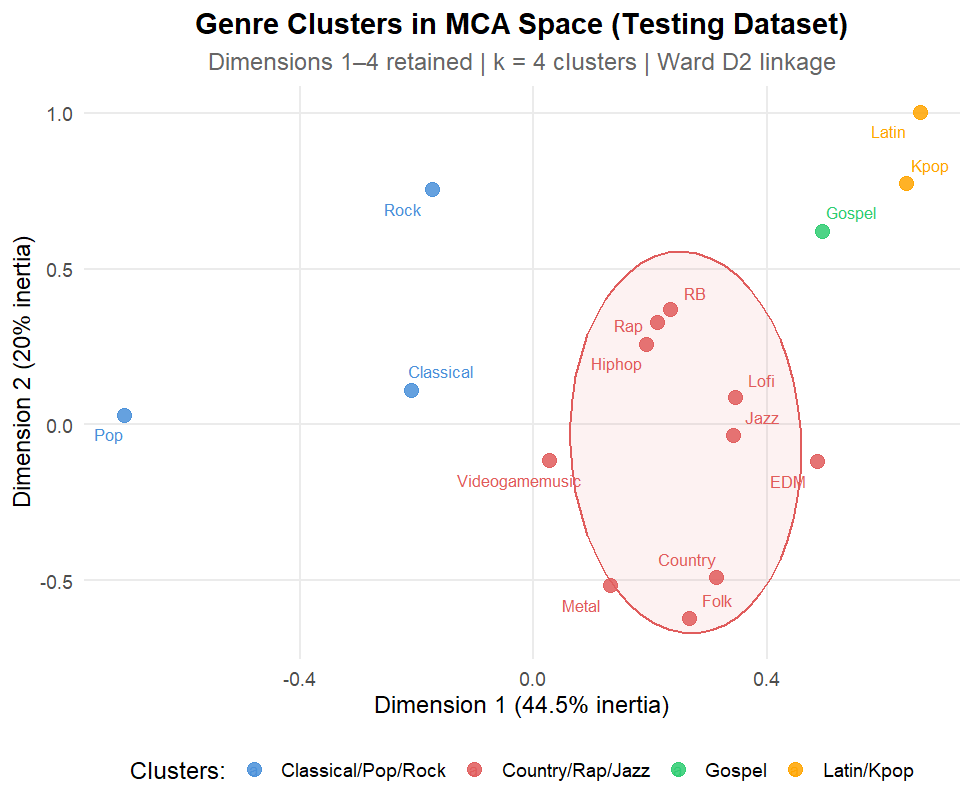 Genre Clusters in MCA Space (Testing Dataset)
Dimensions 1–4 retained | k = 4 clusters | Ward D2 linkage
Dimension 2 (20% inertia)
1.0
0.5
0.0
-0.5
Latin
Kpop
Gospel
Rock
RB
Rap
Hiphop
Classical
Lofi
Jazz
Pop
Videogamemusic
EDM
Country
Folk
Metal
-0.4
0.0
0.4
Dimension 1 (44.5% inertia)
Clusters: Classical/Pop/Rock Country/Rap/Jazz Gospel Latin/Kpop